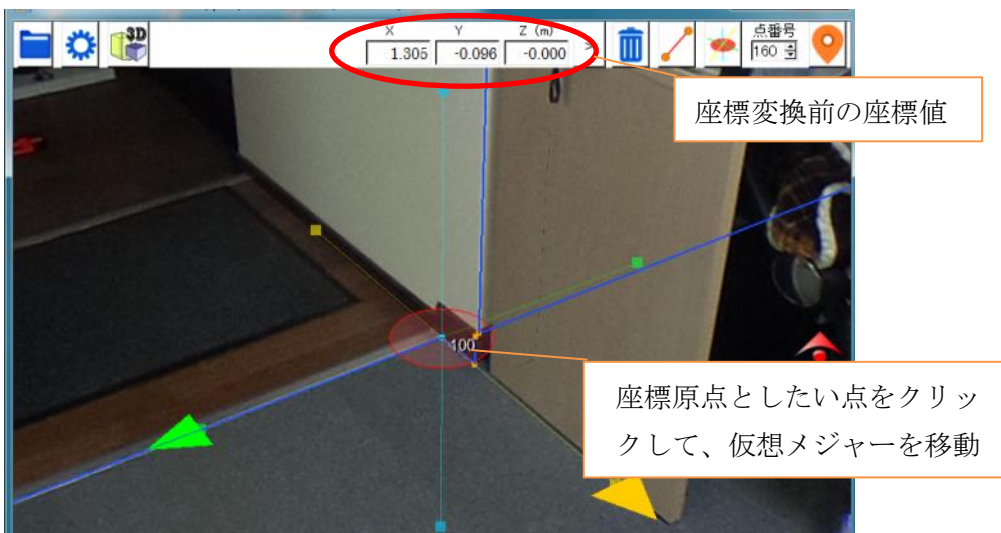 3D
X Y Z (m)
1.305 -0.096 -0.000
点番号
160
座標変換前の座標値
100
座標原点としたい点をクリッ
クして、仮想メジャーを移動